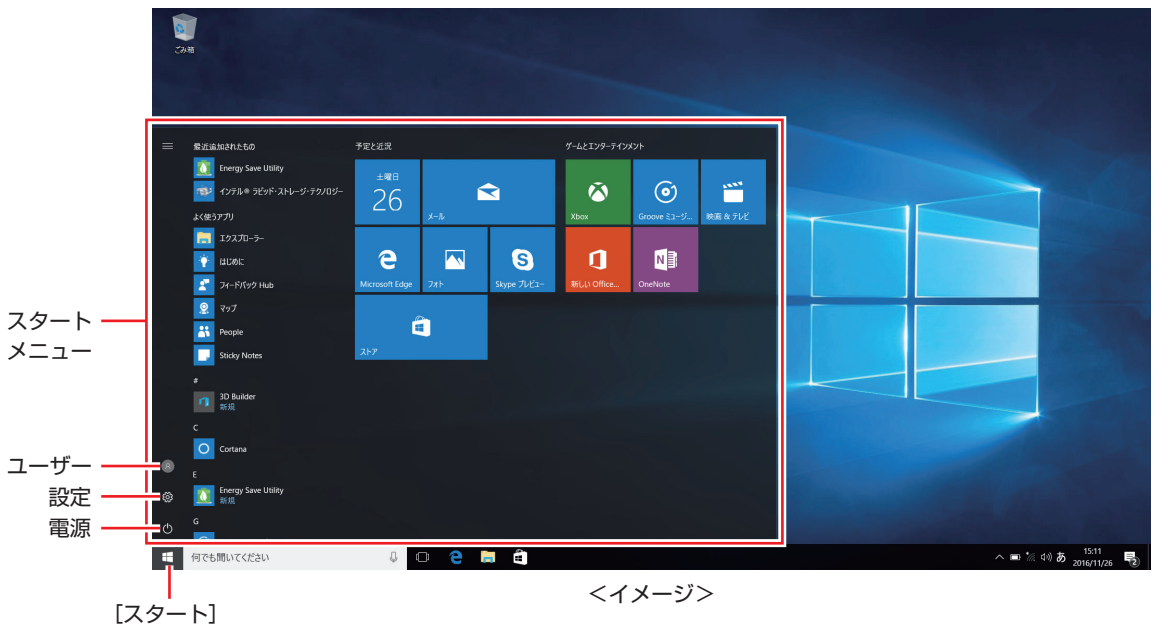 ごみ箱
最近追加されたもの
Energy Save Utility
インテル® ラピッド・ストレージ・テクノロジー
よく使うアプリ
エクスプローラー
はじめに
フィードバック Hub
マップ
People
Sticky Notes
#
3D Builder
新規
C
Cortana
E
Energy Save Utility
新規
G
予定と近況
土曜日
26
メール
Microsoft Edge
フォト
Skype プレビュー
ストア
ゲームとエンターテインメント
Xbox
Groove ミュージ...
映画 & テレビ
新しい Office...
OneNote
スタート
メニュー
ユーザー
設定
電源
何でも聞いてください
あ
15:11
2016/11/26
2
[スタート]
＜イメージ＞